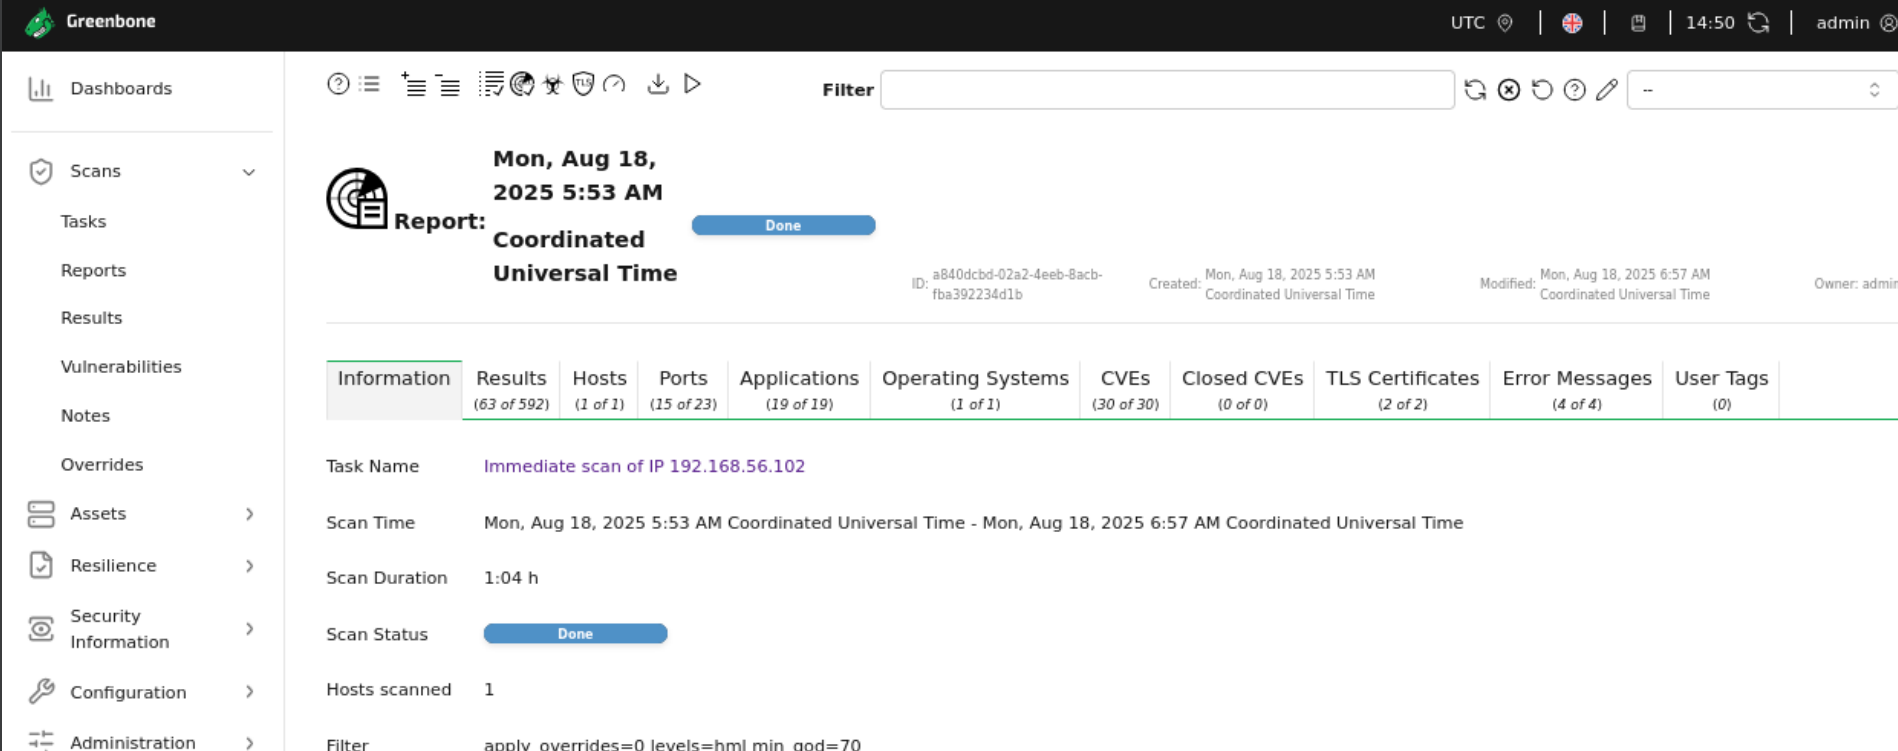 Greenbone
UTC
14:50
admin
Dashboards
Scans
Tasks
Reports
Results
Vulnerabilities
Notes
Overrides
Assets
Resilience
Security
Information
Configuration
Administration
TLS
Filter
--
Report:
Mon, Aug 18,
2025 5:53 AM
Coordinated
Universal Time
Done
ID: a840dcbd-02a2-4eeb-8acb-
fba392234d1b
Created: Mon, Aug 18, 2025 5:53 AM
Coordinated Universal Time
Modified: Mon, Aug 18, 2025 6:57 AM
Coordinated Universal Time
Owner: admin
Information
Results
(63 of 592)
Hosts
(1 of 1)
Ports
(15 of 23)
Applications
(19 of 19)
Operating Systems
(1 of 1)
CVEs
(30 of 30)
Closed CVEs
(0 of 0)
TLS Certificates
(2 of 2)
Error Messages
(4 of 4)
User Tags
(0)
Task Name Immediate scan of IP 192.168.56.102
Scan Time Mon, Aug 18, 2025 5:53 AM Coordinated Universal Time - Mon, Aug 18, 2025 6:57 AM Coordinated Universal Time
Scan Duration 1:04 h
Scan Status Done
Hosts scanned 1
Filter apply_overrides=0 levels=hml min_qod=70